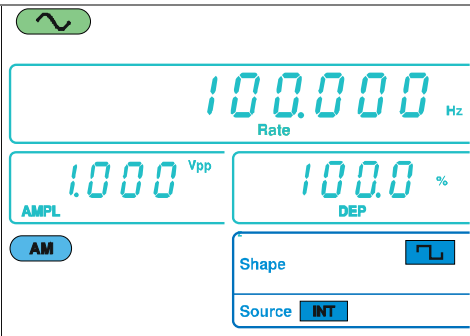 100.000 Hz
Rate
1.000 Vpp
AMPL
100.0 %
DEP
AM
Shape
Source INT